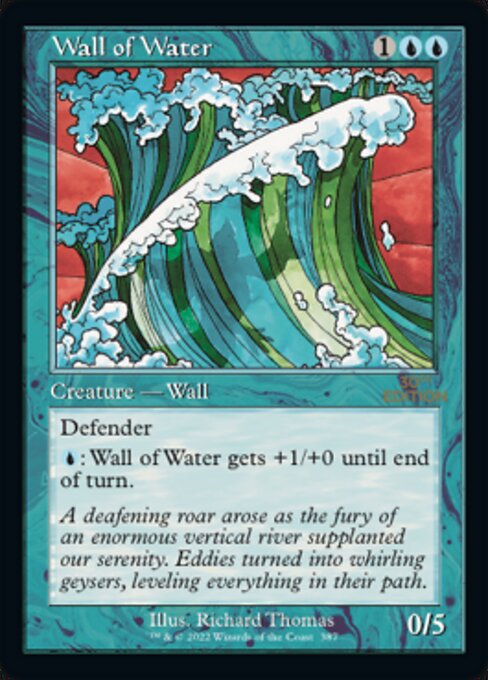 Wall of Water 1
30TH EDITION
Creature — Wall
Defender
: Wall of Water gets +1/+0 until end
of turn.
A deafening roar arose as the fury of
an enormous vertical river supplanted
our serenity. Eddies turned into whirling
geysers, leveling everything in their path.
Illus. Richard Thomas
™ & © 2022 Wizards of the Coast 387
0/5